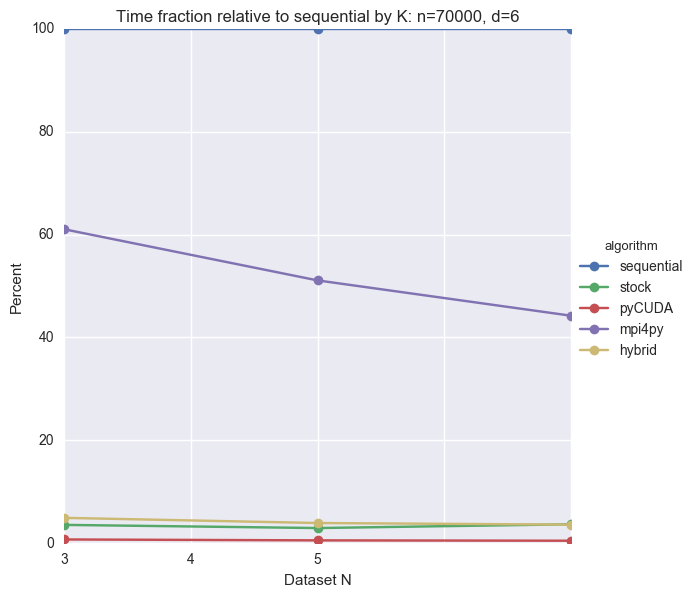 Time fraction relative to sequential by K: n=70000, d=6
100
80
60
40
20
0
Percent
3 4 5
Dataset N
algorithm
sequential
stock
pyCUDA
mpi4py
hybrid